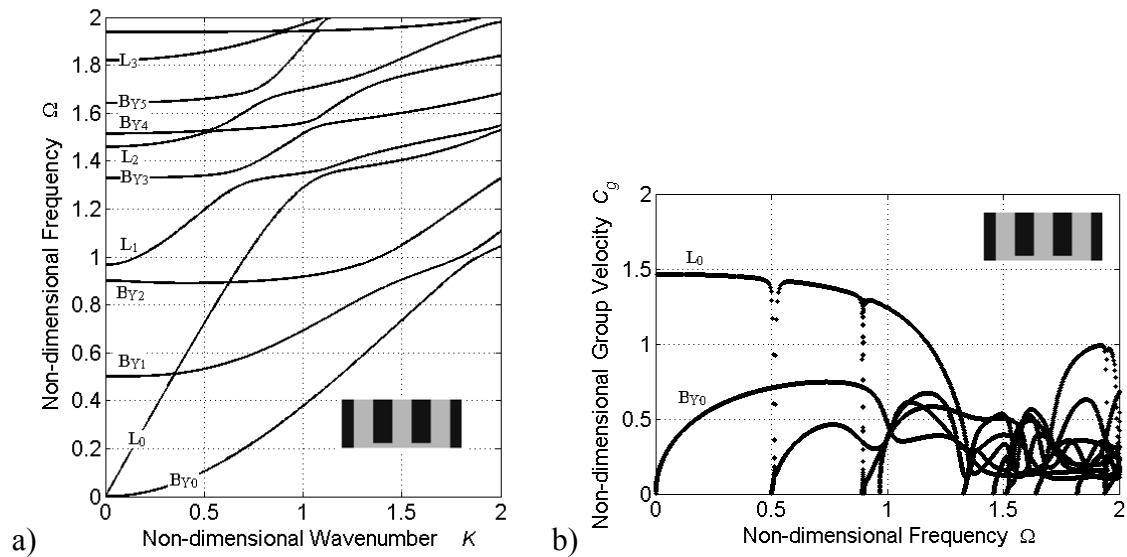 2
1.8
1.6
1.4
1.2
1
0.8
0.6
0.4
0.2
0
Non-dimensional Frequency Ω
L3
BY5
BY4
L2
BY3
L1
BY2
BY1
L0
BY0
0 0.5 1 1.5 2
a) Non-dimensional Wavenumber K
2
1.5
1
0.5
0
Non-dimensional Group Velocity Cg
L0
BY0
0 0.5 1 1.5 2
b) Non-dimensional Frequency Ω